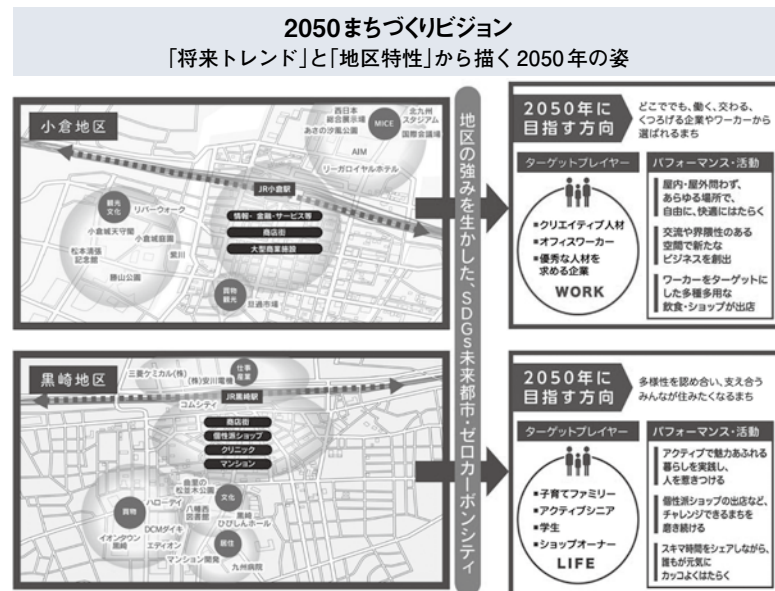 2050まちづくりビジョン
「将来トレンド」と「地区特性」から描く2050年の姿
小倉地区
西日本
総合展示場
あさの汐風公園
MICE
北九州
スタジアム
国際会議場
AIM
リーガロイヤルホテル
JR小倉駅
観光
文化
リバーウォーク
小倉城天守閣
小倉城庭園
松本清張
記念館
紫川
勝山公園
情報・金融・サービス等
商店街
大型商業施設
買物
観光
旦過市場
地区の強みを生かした、SDGs未来都市・ゼロカーボンシティ
2050年に
目指す方向
どこででも、働く、交わる、
くつろげる企業やワーカーから
選ばれるまち
ターゲットプレイヤー
▪クリエイティブ人材
▪オフィスワーカー
▪優秀な人材を
求める企業
WORK
パフォーマンス・活動
屋内・屋外問わず、
あらゆる場所で、
自由に、快適にはたらく
交流や界隈性のある
空間で新たな
ビジネスを創出
ワーカーをターゲットに
した多種多用な
飲食・ショップが出店
黒崎地区
三菱ケミカル(株)
(株)安川電機
仕事
産業
JR黒崎駅
コムシティ
商店街
個性派ショップ
クリニック
マンション
曲里の
松並木公園
買物
ハローデイ
八幡西
図書館
文化
黒崎
ひびしんホール
DCMダイキ
イオンタウン
黒崎
エディオン
居住
マンション開発
九州病院
2050年に
目指す方向
多様性を認め合い、支え合う
みんなが住みたくなるまち
ターゲットプレイヤー
▪子育てファミリー
▪アクティブシニア
▪学生
▪ショップオーナー
LIFE
パフォーマンス・活動
アクティブで魅力あふれる
暮らしを実践し、
人を惹きつける
個性派ショップの出店など、
チャレンジできるまちを
磨き続ける
スキマ時間をシェアしながら、
誰もが元気に
カッコよくはたらく